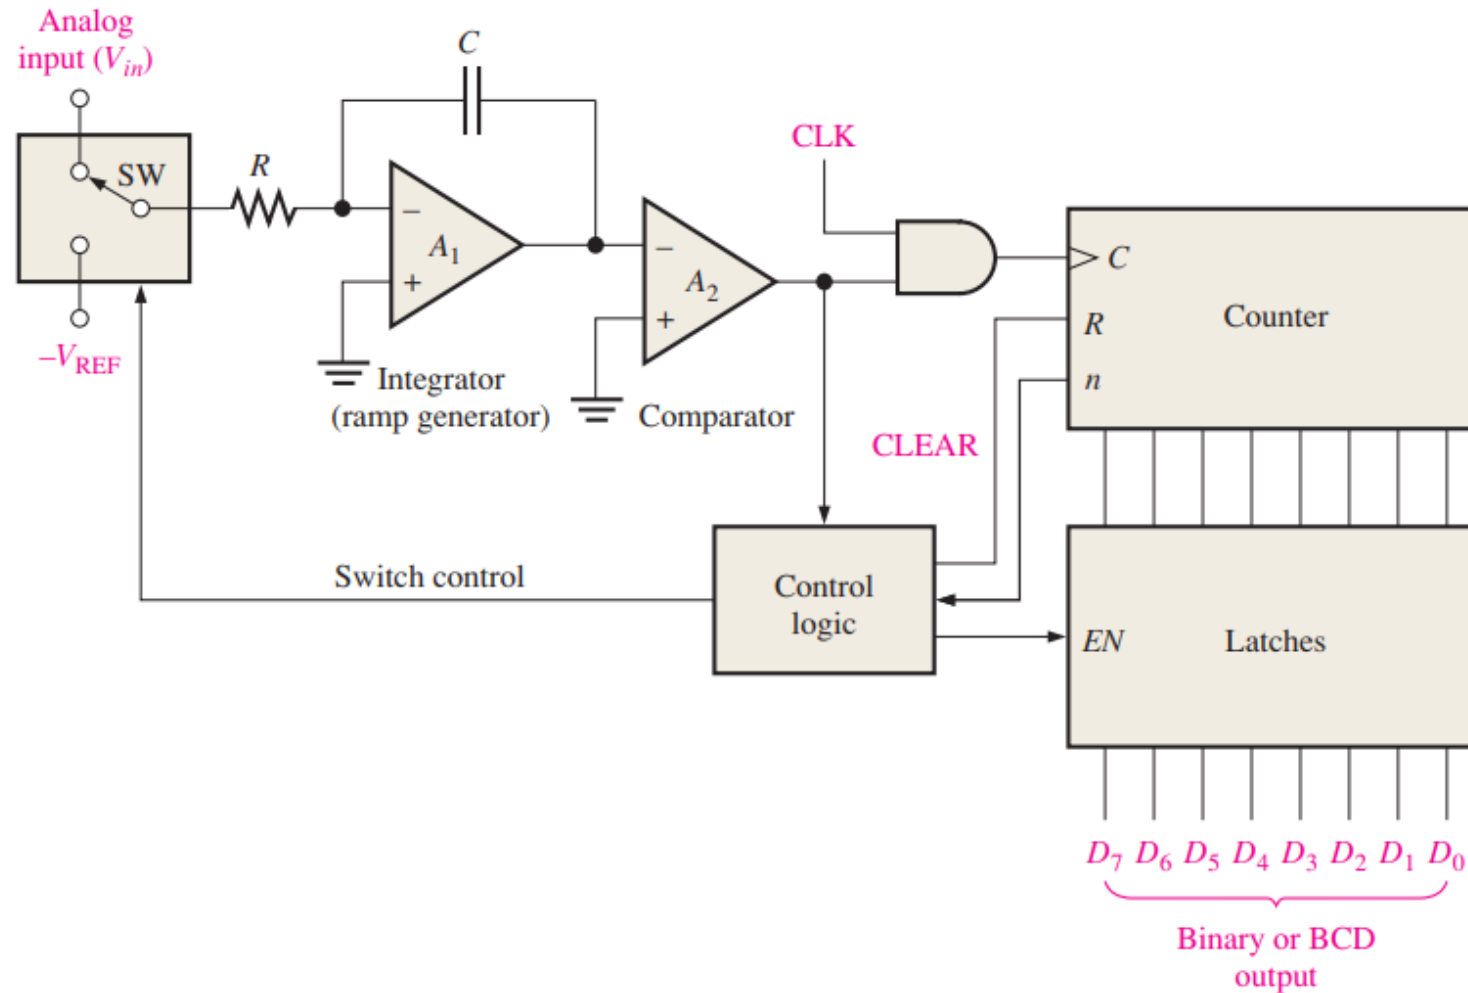 Analog
input (V_in)
C
CLK
SW
R
−
A₁
+
−
A₂
+
C
R
n
Counter
−V_REF
Integrator
(ramp generator)
Comparator
CLEAR
Switch control
Control
logic
EN
Latches
D₇ D₆ D₅ D₄ D₃ D₂ D₁ D₀
Binary or BCD
output